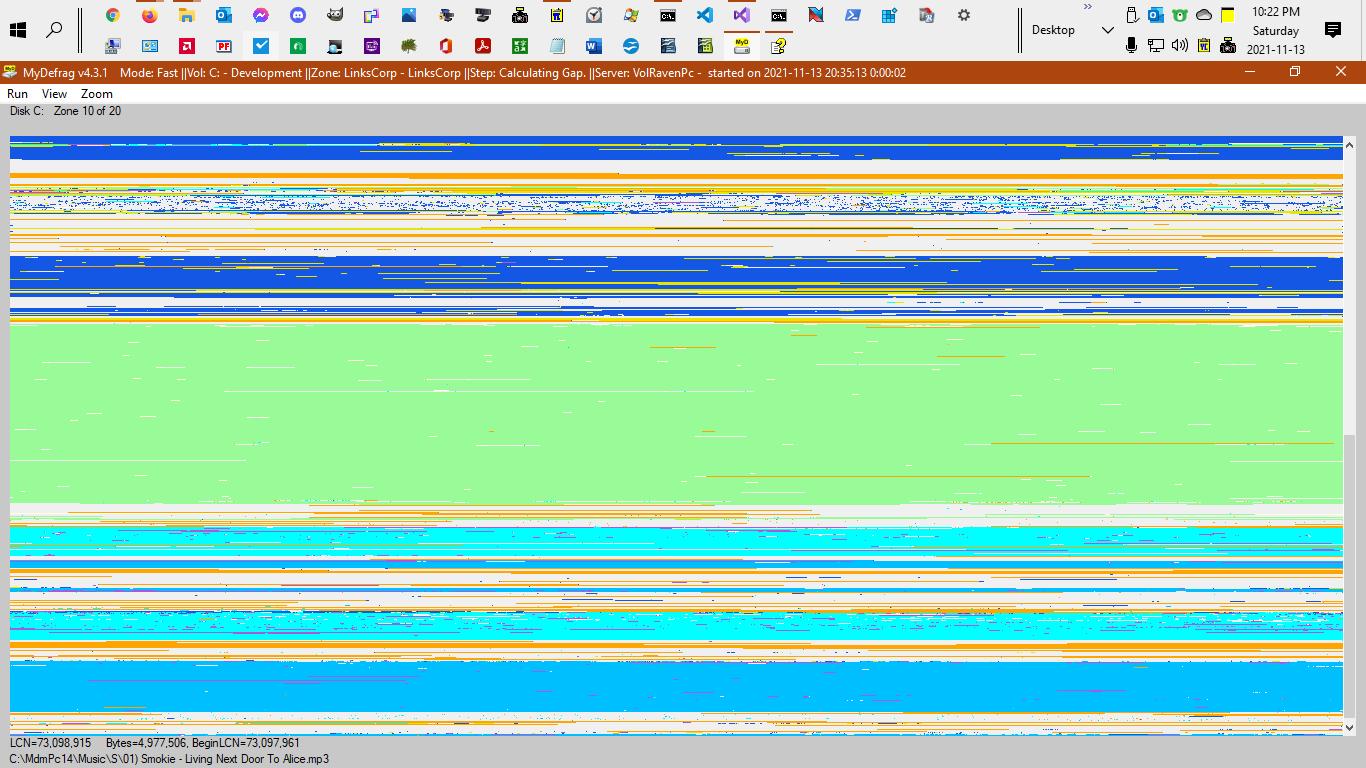 10:22 PM
Desktop
Saturday
2021-11-13
MyDefrag v4.3.1 Mode: Fast ||Vol: C: - Development ||Zone: LinksCorp - LinksCorp ||Step: Calculating Gap. ||Server: VolRavenPc - started on 2021-11-13 20:35:13 0:00:02
Run View Zoom
Disk C: Zone 10 of 20
LCN=73,098,915 Bytes=4,977,506, BeginLCN=73,097,961
C:\MdmPc14\Music\S\01) Smokie - Living Next Door To Alice.mp3